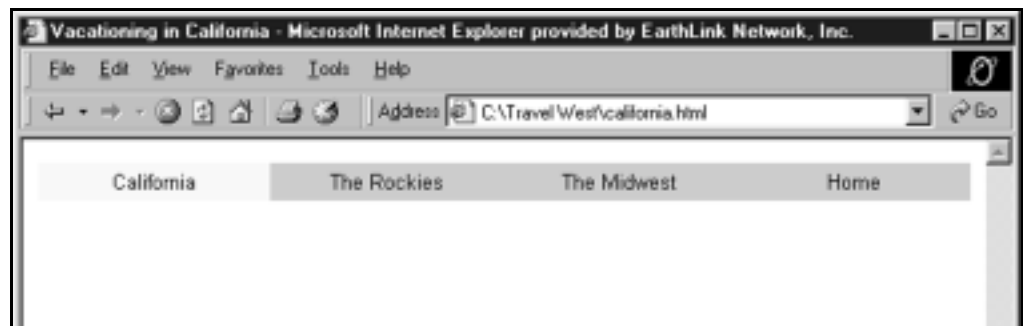 Vacationing in California - Microsoft Internet Explorer provided by EarthLink Network, Inc.
File Edit View Favorites Tools Help
Address C:\Travel West\california.html Go
California The Rockies The Midwest Home